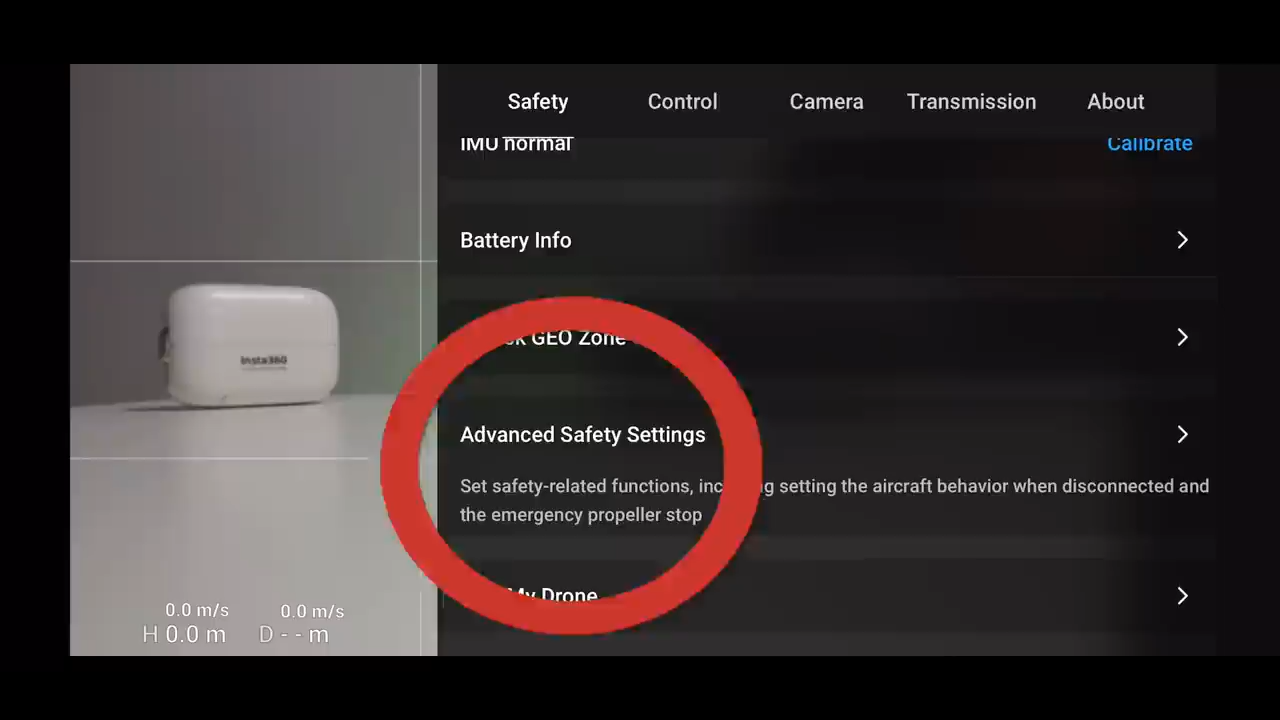 Safety Control Camera Transmission About
IMU normal Calibrate
Battery Info
GEO Zone
Advanced Safety Settings
Set safety-related functions, setting the aircraft behavior when disconnected and
the emergency propeller stop
My Drone
Insta360
0.0 m/s 0.0 m/s
H 0.0 m D - - m